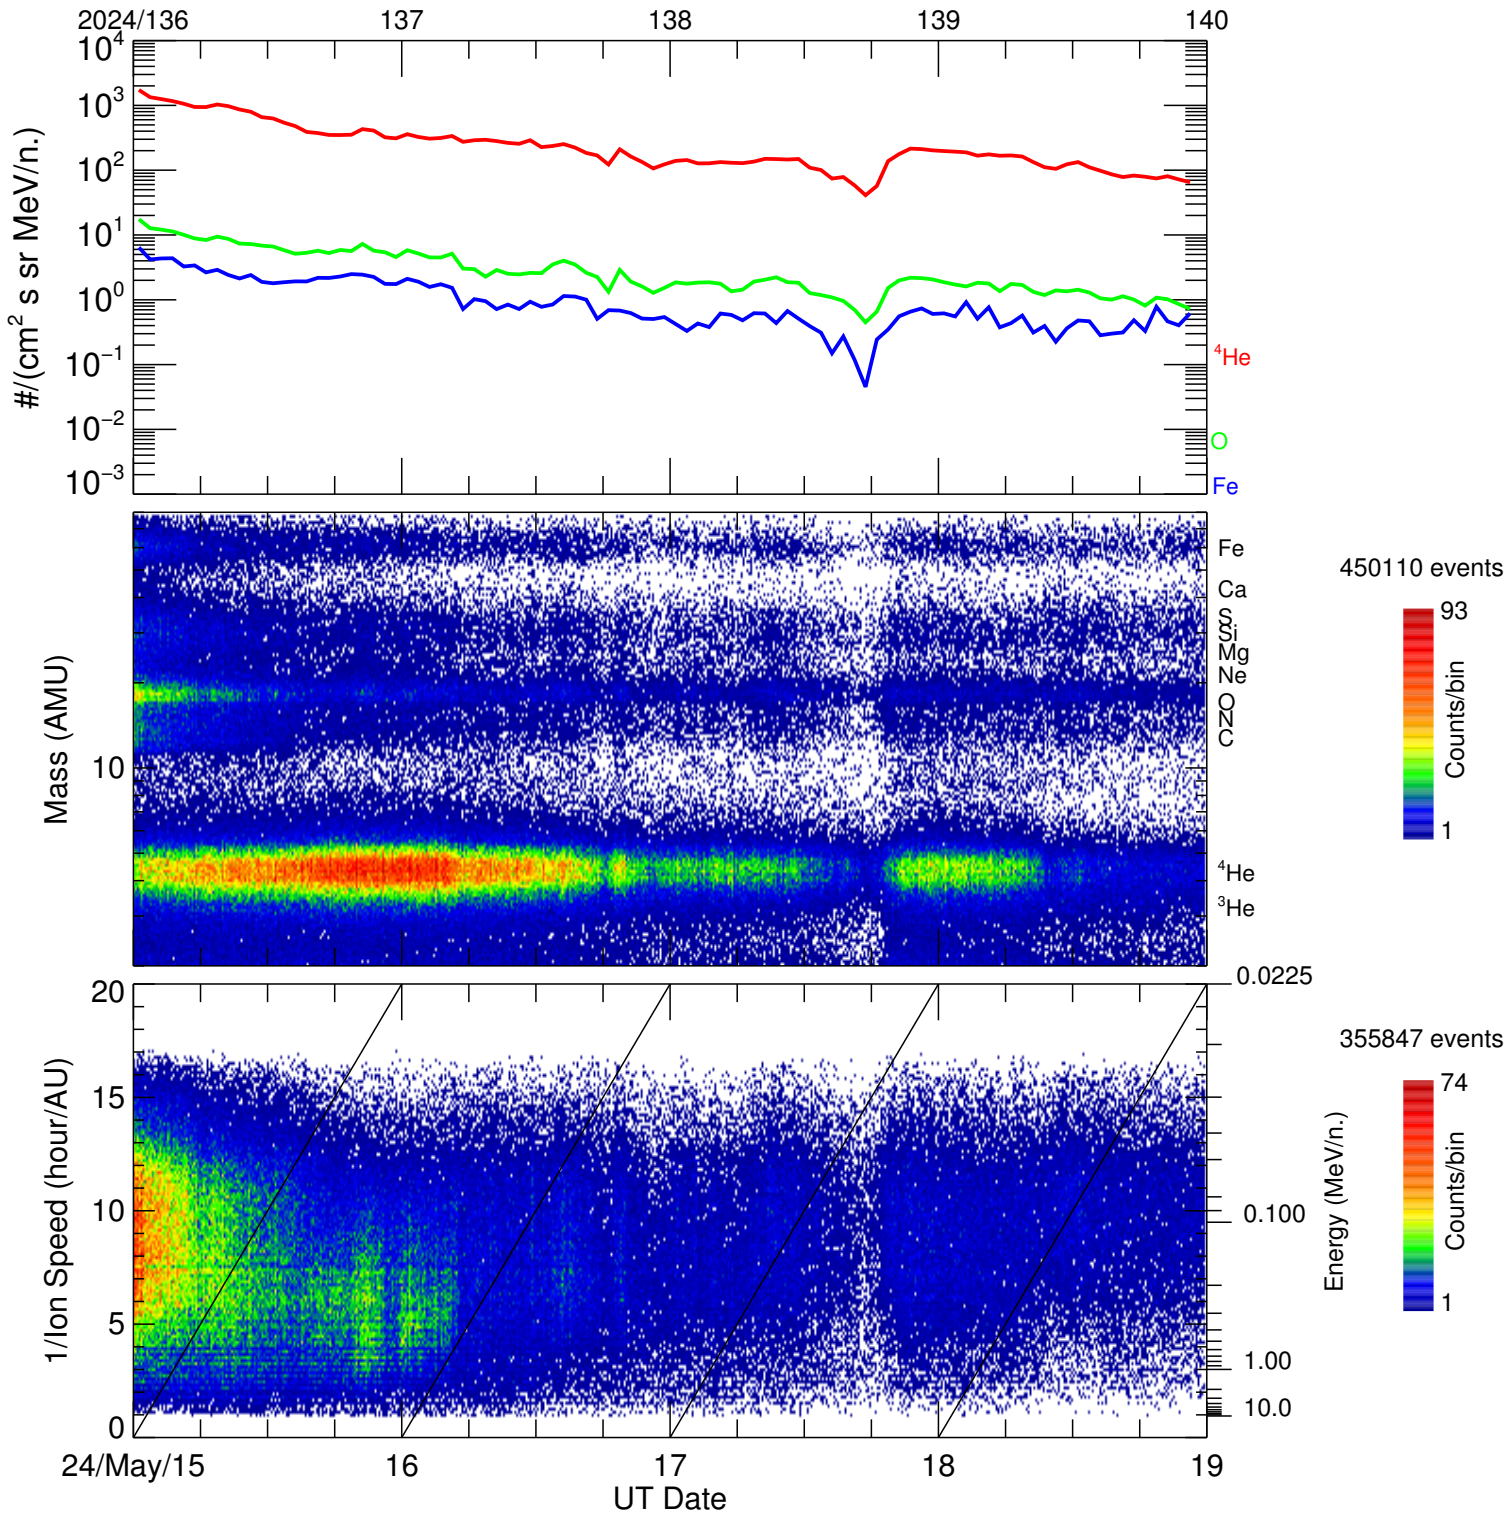 2024/136 137 138 139 140
10^4
10^3
10^2
10^1
10^0
10^−1
10^−2
10^−3
#/(cm^2 s sr MeV/n.)
^4He
O
Fe
Mass (AMU)
10
Fe
Ca
S
Si
Mg
Ne
O
N
C
^4He
^3He
450110 events
93
Counts/bin
1
1/Ion Speed (hour/AU)
20
15
10
5
0
0.0225
0.100
1.00
10.0
Energy (MeV/n.)
355847 events
74
Counts/bin
1
24/May/15 16 17 18 19
UT Date